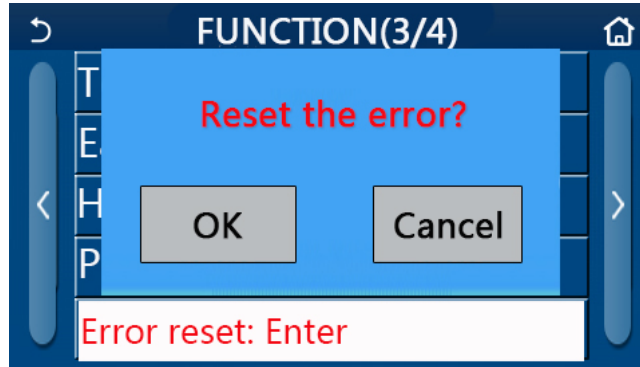 FUNCTION(3/4)
T
Reset the error?
E
H
OK
Cancel
P
Error reset: Enter